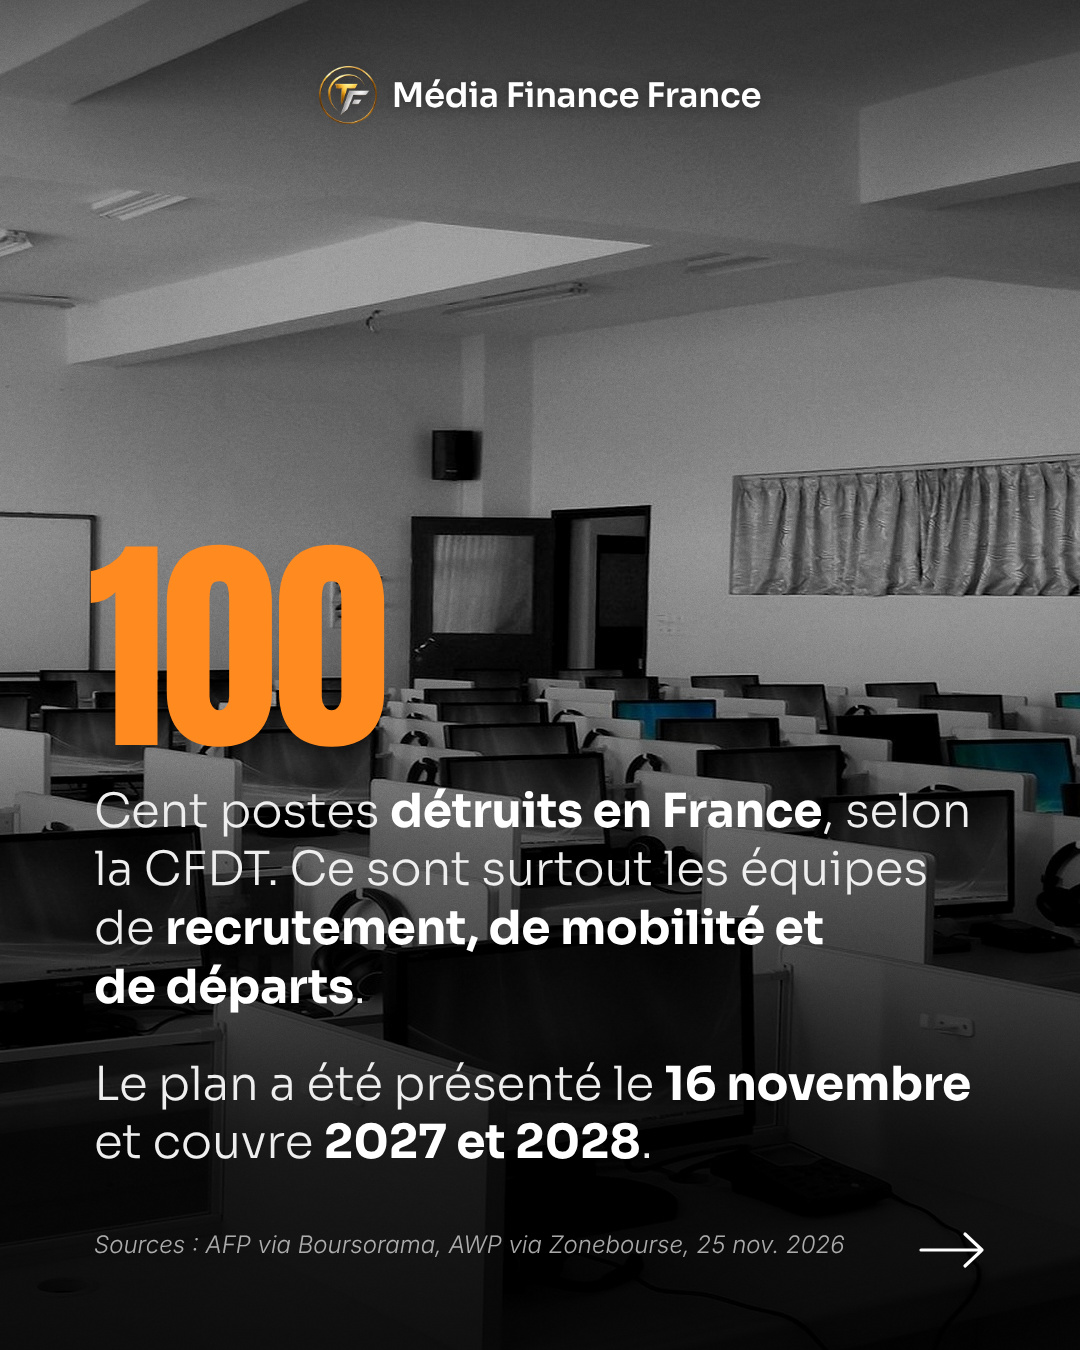 Média Finance France
100
Cent postes détruits en France, selon
la CFDT. Ce sont surtout les équipes
de recrutement, de mobilité et
de départs.
Le plan a été présenté le 16 novembre
et couvre 2027 et 2028.
Sources : AFP via Boursorama, AWP via Zonebourse, 25 nov. 2026